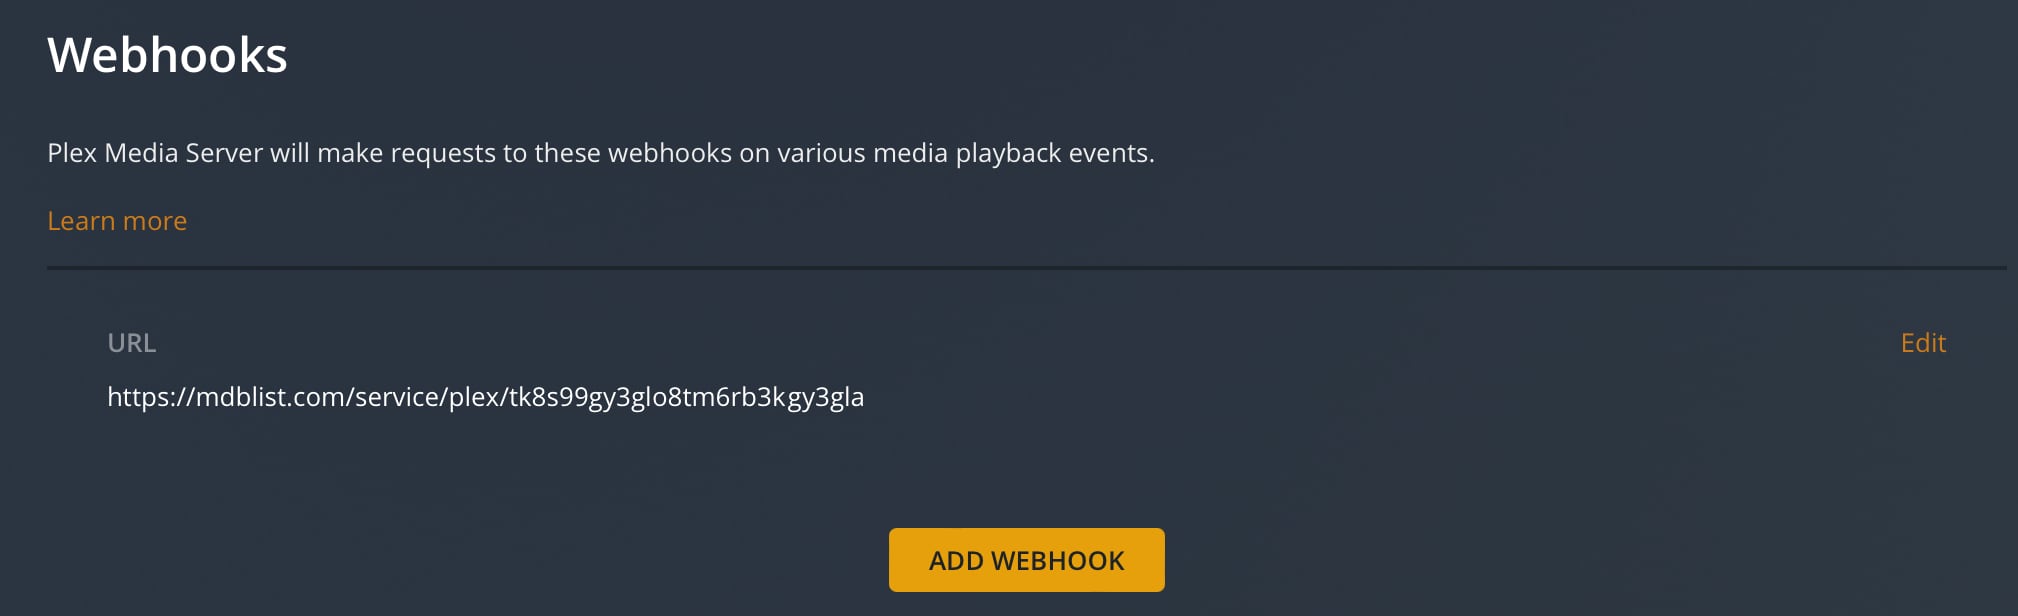 Webhooks
Plex Media Server will make requests to these webhooks on various media playback events.
Learn more
URL
Edit
https://mdblist.com/service/plex/tk8s99gy3glo8tm6rb3kgy3gla
ADD WEBHOOK